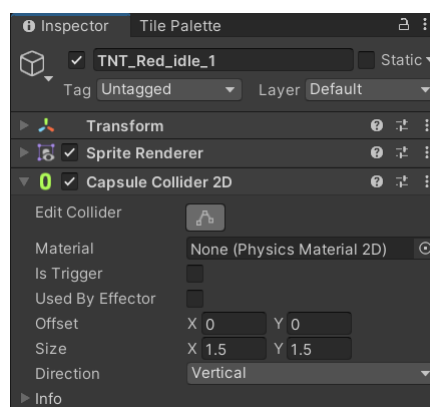 Inspector Tile Palette
TNT_Red_idle_1 Static
Tag Untagged Layer Default
Transform
Sprite Renderer
Capsule Collider 2D
Edit Collider
Material None (Physics Material 2D)
Is Trigger
Used By Effector
Offset X 0 Y 0
Size X 1.5 Y 1.5
Direction Vertical
Info